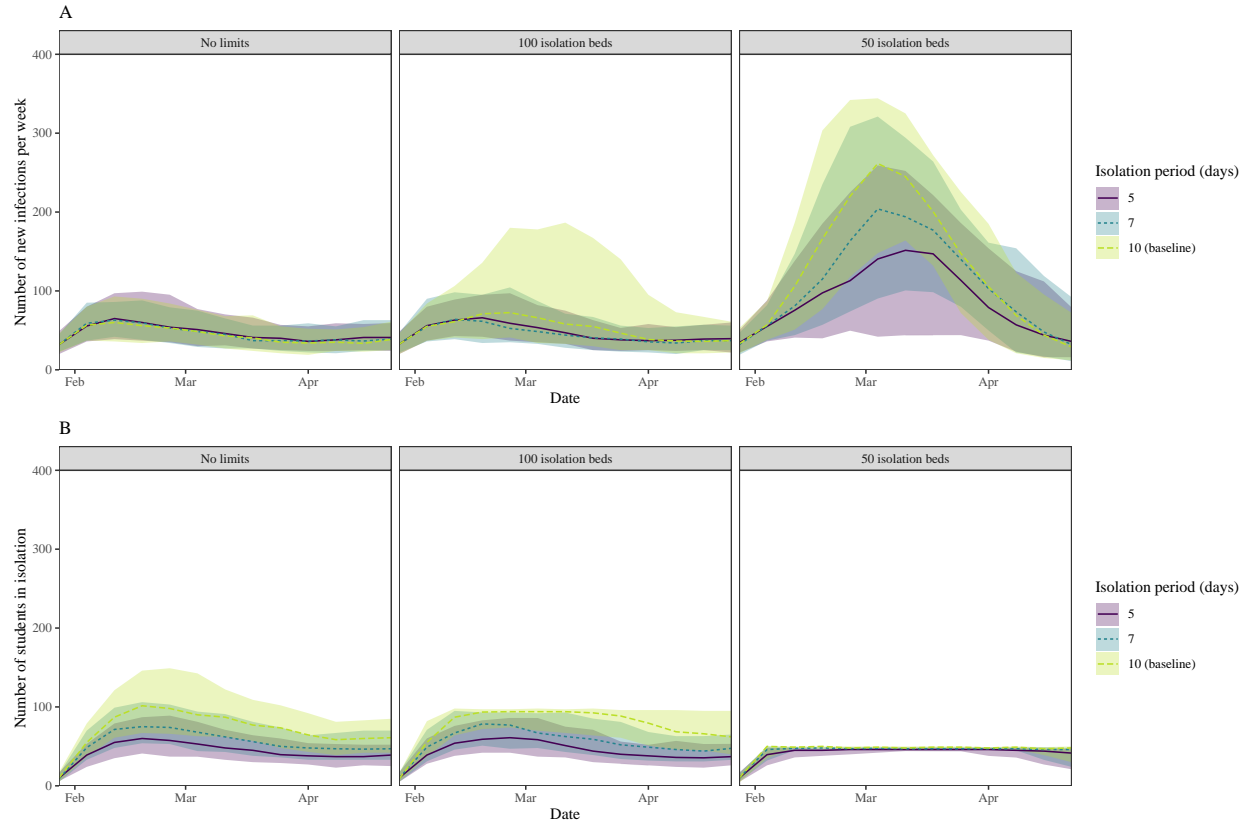 A
No limits
100 isolation beds
50 isolation beds
400
300
200
100
0
Number of new infections per week
Feb
Mar
Apr
Feb
Mar
Apr
Feb
Mar
Apr
Date
Isolation period (days)
5
7
10 (baseline)
B
No limits
100 isolation beds
50 isolation beds
400
300
200
100
0
Number of students in isolation
Feb
Mar
Apr
Feb
Mar
Apr
Feb
Mar
Apr
Date
Isolation period (days)
5
7
10 (baseline)